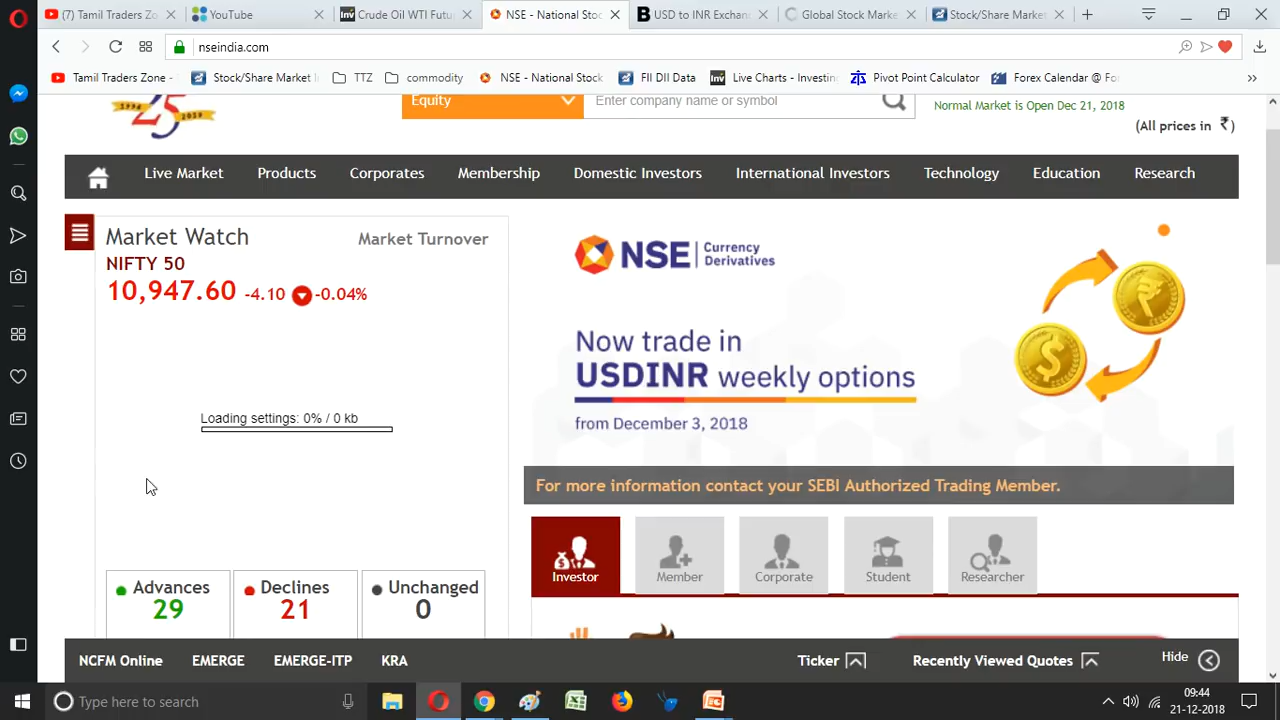 (7) Tamil Traders Zo
YouTube
Crude Oil WTI Futur
NSE - National Stoc
USD to INR Exchan
Global Stock Marke
Stock/Share Market
nseindia.com
Tamil Traders Zone -
Stock/Share Market I
TTZ
commodity
NSE - National Stock
FII DII Data
Live Charts - Investin
Pivot Point Calculator
Forex Calendar @ Fo
1994 25 2019
Equity
Enter company name or symbol
Normal Market is Open Dec 21, 2018
(All prices in ₹)
Live Market
Products
Corporates
Membership
Domestic Investors
International Investors
Technology
Education
Research
Market Watch
Market Turnover
NIFTY 50
10,947.60 -4.10 -0.04%
Loading settings: 0% / 0 kb
Advances
29
Declines
21
Unchanged
0
NSE Currency
Derivatives
Now trade in
USDINR weekly options
from December 3, 2018
For more information contact your SEBI Authorized Trading Member.
Investor
Member
Corporate
Student
Researcher
NCFM Online
EMERGE
EMERGE-ITP
KRA
Ticker
Recently Viewed Quotes
Hide
Type here to search
09:44
21-12-2018